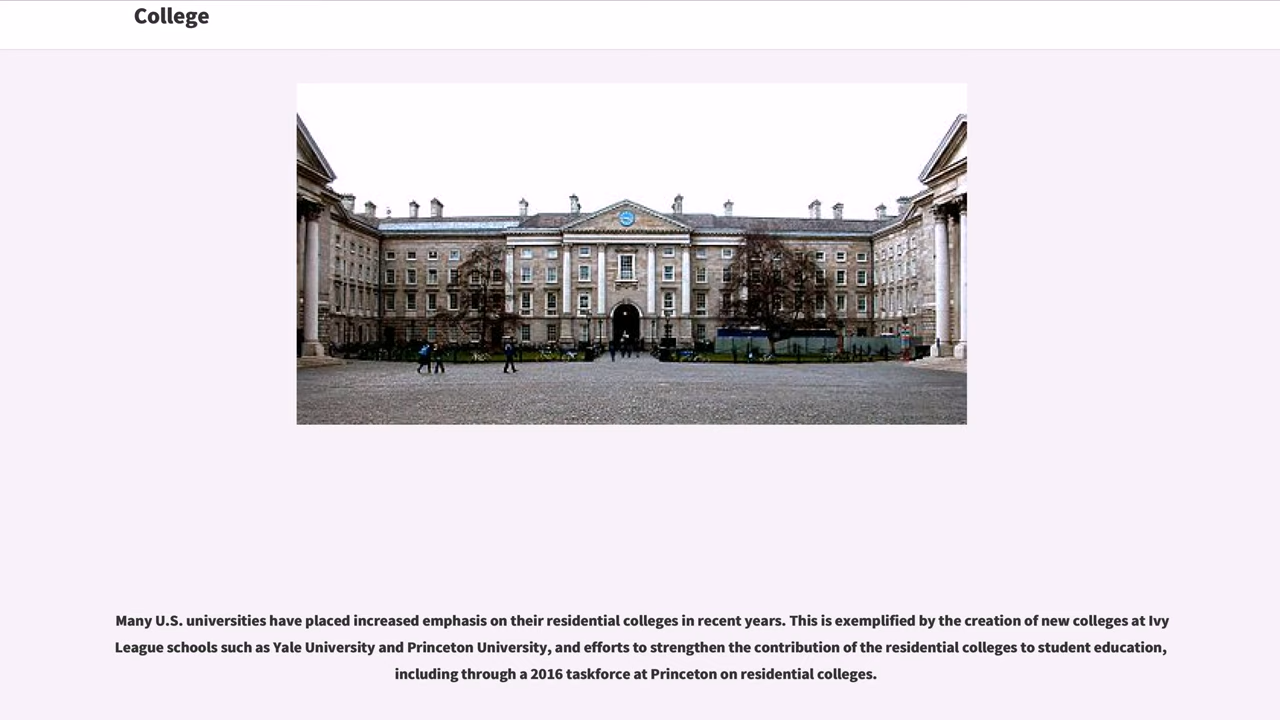 College
Many U.S. universities have placed increased emphasis on their residential colleges in recent years. This is exemplified by the creation of new colleges at Ivy
League schools such as Yale University and Princeton University, and efforts to strengthen the contribution of the residential colleges to student education,
including through a 2016 taskforce at Princeton on residential colleges.